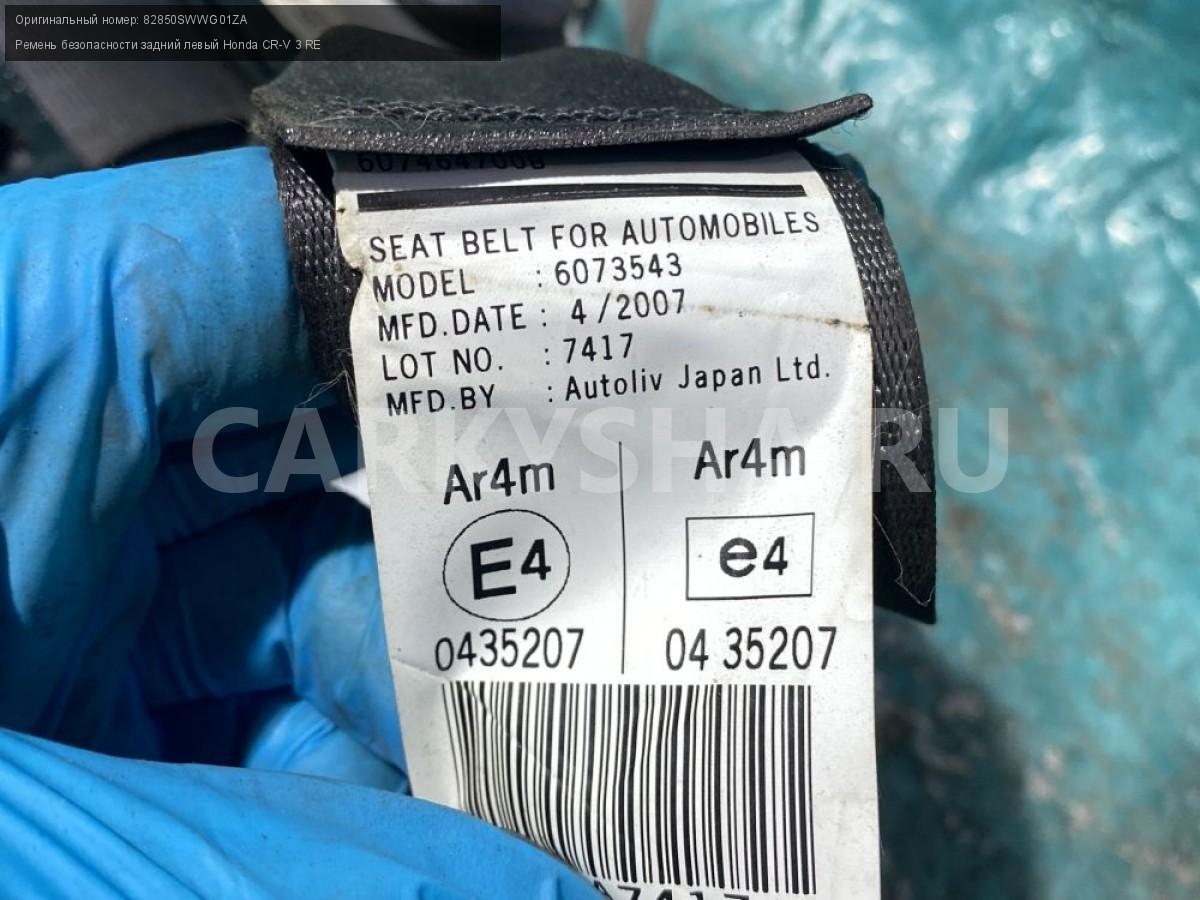 Оригинальный номер: 82850SWWG01ZA
Ремень безопасности задний левый Honda CR-V 3 RE
SEAT BELT FOR AUTOMOBILES
MODEL : 6073543
MFD.DATE : 4/2007
LOT NO. : 7417
MFD.BY : Autoliv Japan Ltd.
CARKYSHA.RU
Ar4m Ar4m
E4 e4
0435207 04 35207